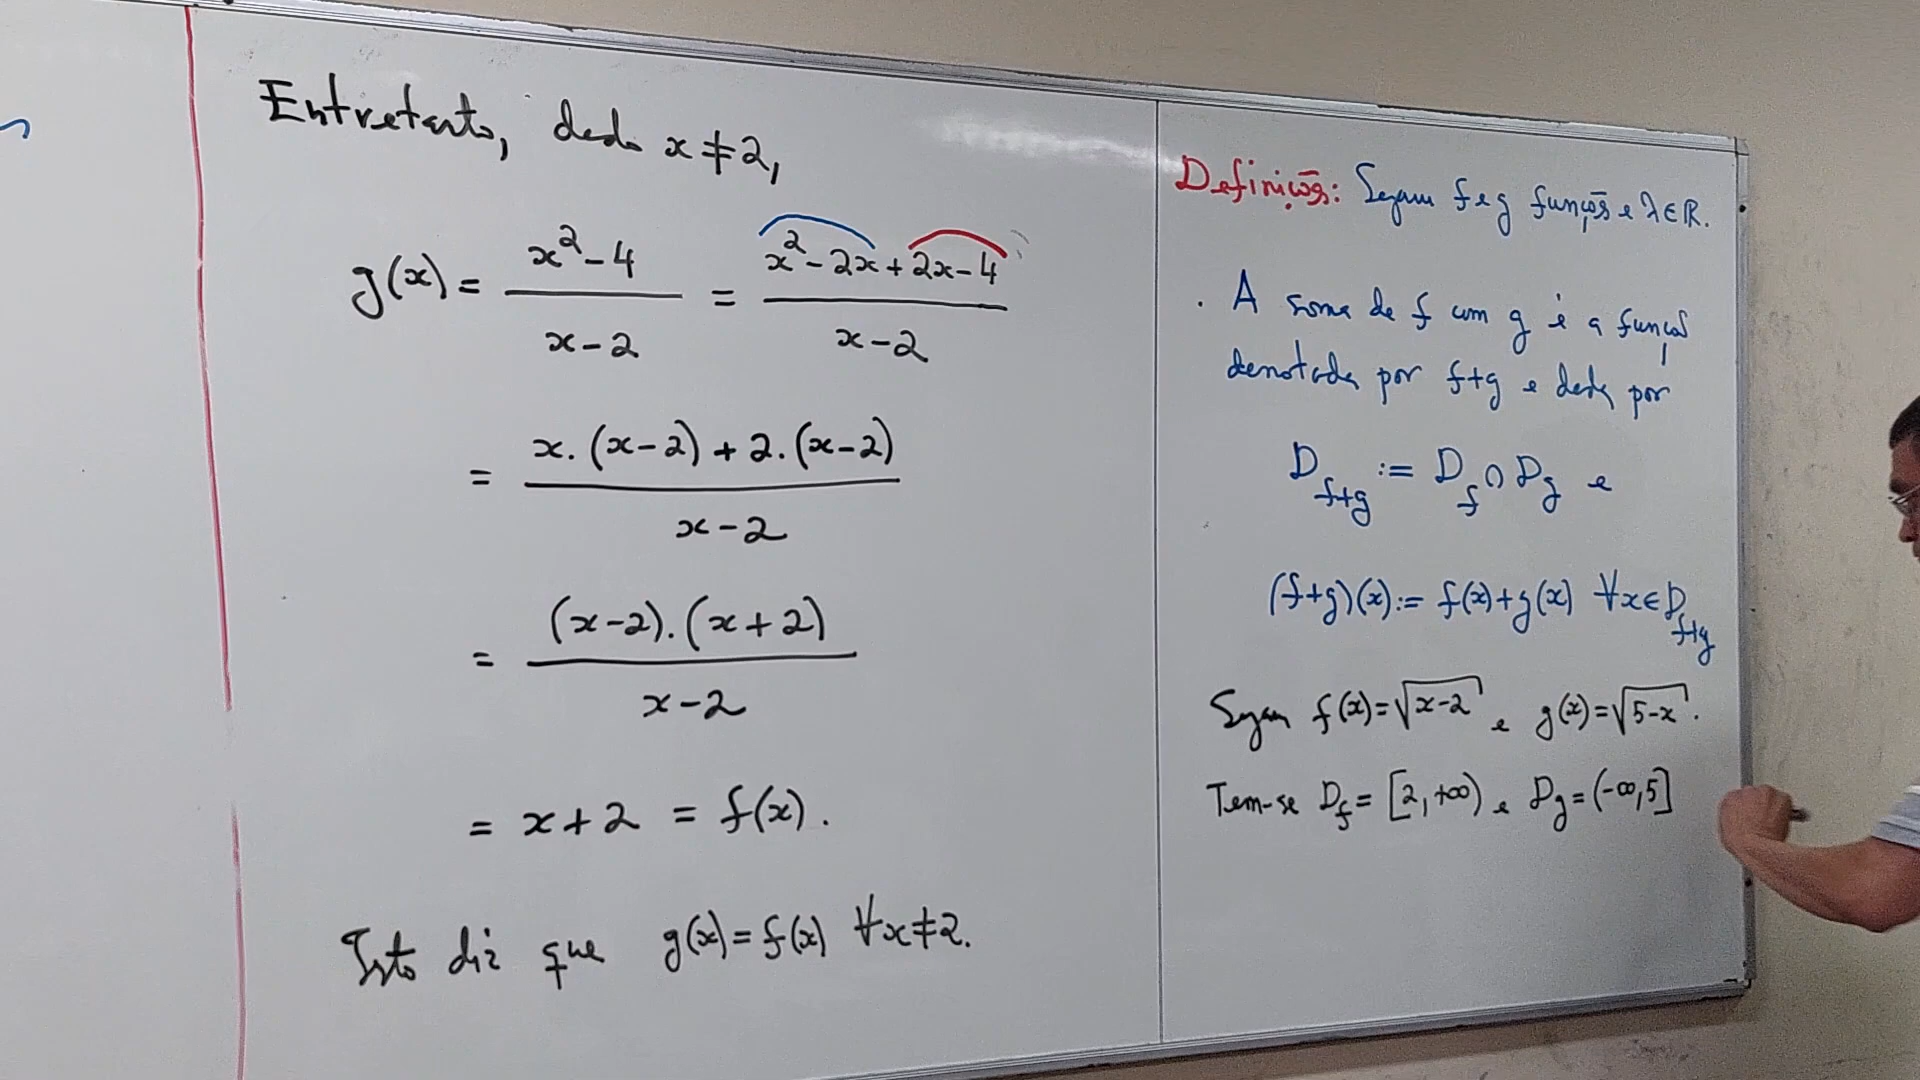 Entretanto, dado x≠2,
g(x) = (x²-4)/(x-2) = (x²-2x+2x-4)/(x-2)
= (x.(x-2)+2.(x-2))/(x-2)
= ((x-2).(x+2))/(x-2)
= x+2 = f(x).
Isto diz que g(x)=f(x) ∀x≠2.
Definições: Sejam f e g funções e λ∈ℝ.
. A soma de f com g é a função
denotada por f+g e dada por
D_{f+g} := D_f ∩ D_g e
(f+g)(x) := f(x)+g(x) ∀x∈D_{f+g}
Sejam f(x)=√(x-2) e g(x)=√(5-x).
Tem-se D_f = [2,+∞) e D_g = (-∞,5]